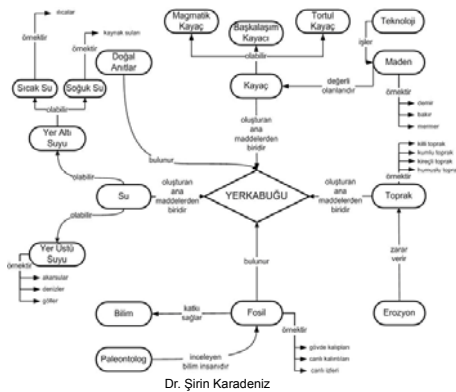 ılıcalar
kaynak suları
örnektir
örnektir
Sıcak Su
Soğuk Su
olabilir
Yer Altı
Suyu
olabilir
Doğal
Anıtlar
bulunur
Magmatik
Kayaç
Başkalaşım
Kayacı
Tortul
Kayaç
olabilir
Kayaç
değerli
olanlarıdır
Teknoloji
işler
Maden
örnektir
demir
bakır
mermer
oluşturan
ana
maddelerden
biridir
killi toprak
kumlu toprak
kireçli toprak
humuslu toprak
örnektir
Su
oluşturan
ana
maddelerden
biridir
YERKABUĞU
oluşturan
ana
maddelerden
biridir
Toprak
olabilir
Yer Üstü
Suyu
örnektir
akarsular
denizler
göller
bulunur
zarar
verir
Bilim
katkı
sağlar
Fosil
Erozyon
örnektir
gövde kalıpları
canlı kalıntıları
canlı izleri
Paleontolog
inceleyen
bilim insanıdır
Dr. Şirin Karadeniz